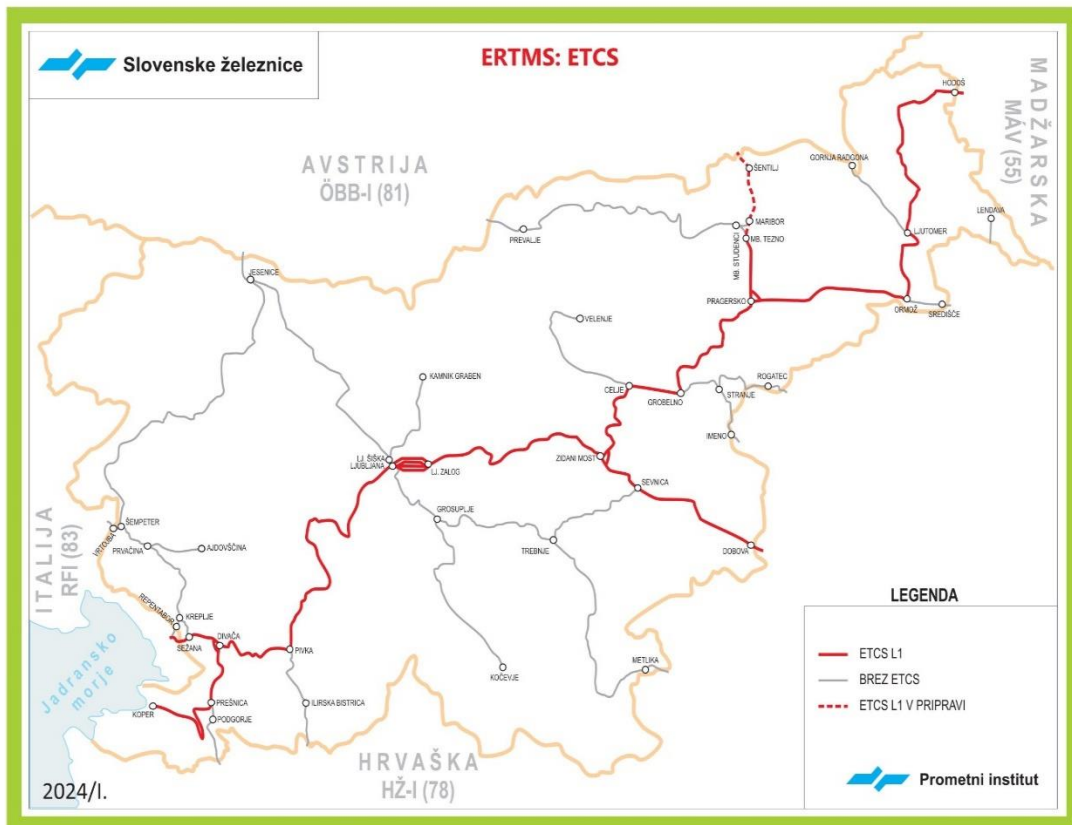 Slovenske železnice
ERTMS: ETCS
AVSTRIJA
ÖBB-I (81)
MADŽARSKA
MÁV (55)
HODOŠ
ŠENTILJ
GORNJA RADGONA
LENDAVA
PREVALJE
MARIBOR
MB. STUDENCI
MB. TEZNO
LJUTOMER
JESENICE
PRAGERSKO
ORMOŽ
SREDIŠČE
VELENJE
KAMNIK GRABEN
CELJE
GROBELNO
STRANJE
ROGATEC
IMENO
LJ. ŠIŠKA
LJUBLJANA
LJ. ZALOG
ZIDANI MOST
SEVNICA
GROSUPLJE
TREBNJE
DOBOVA
ŠEMPETER
VRTOJBA
PRVAČINA
AJDOVŠČINA
ITALIJA
RFI (83)
REPENTABOR
KREPLJE
SEŽANA
DIVAČA
PIVKA
KOČEVJE
METLIKA
Jadransko
morje
KOPER
PREŠNICA
PODGORJE
ILIRSKA BISTRICA
HRVAŠKA
HŽ-I (78)
2024/I.
LEGENDA
ETCS L1
BREZ ETCS
ETCS L1 V PRIPRAVI
Prometni institut